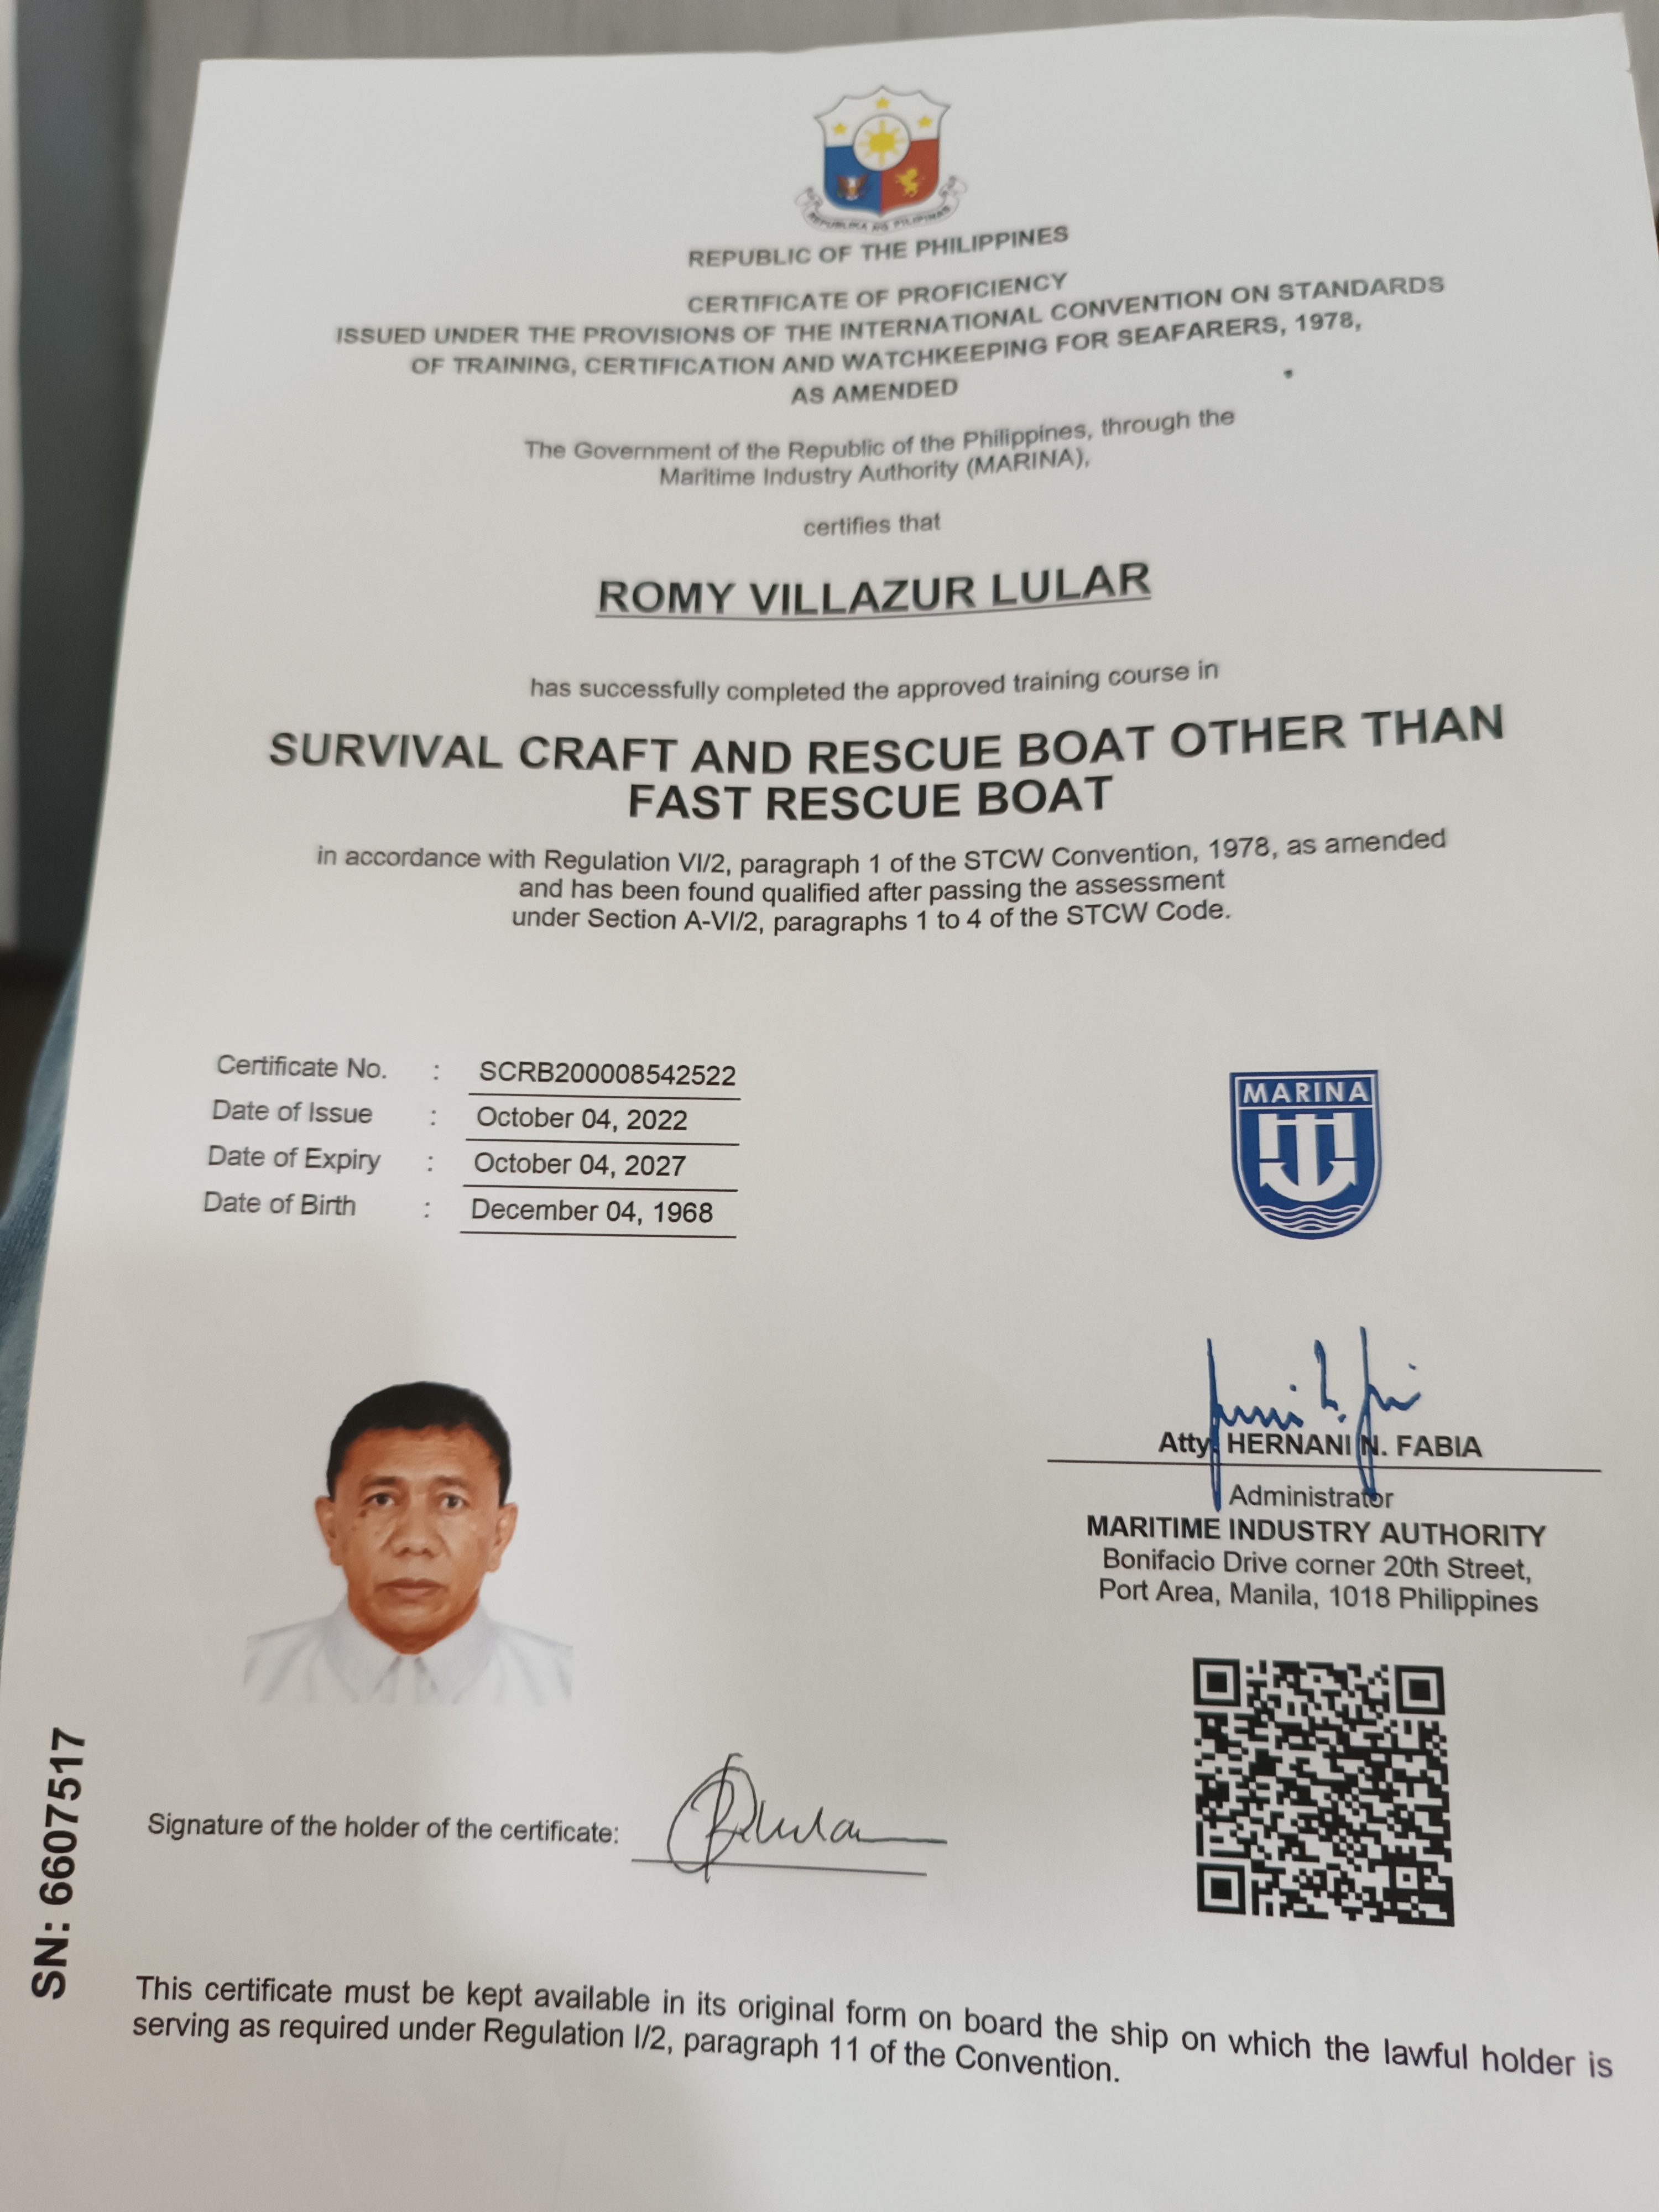 REPUBLIKA NG PILIPINAS
REPUBLIC OF THE PHILIPPINES
CERTIFICATE OF PROFICIENCY
ISSUED UNDER THE PROVISIONS OF THE INTERNATIONAL CONVENTION ON STANDARDS
OF TRAINING, CERTIFICATION AND WATCHKEEPING FOR SEAFARERS, 1978,
AS AMENDED
The Government of the Republic of the Philippines, through the
Maritime Industry Authority (MARINA),
certifies that
ROMY VILLAZUR LULAR
has successfully completed the approved training course in
SURVIVAL CRAFT AND RESCUE BOAT OTHER THAN
FAST RESCUE BOAT
in accordance with Regulation VI/2, paragraph 1 of the STCW Convention, 1978, as amended
and has been found qualified after passing the assessment
under Section A-VI/2, paragraphs 1 to 4 of the STCW Code.
Certificate No. : SCRB200008542522
Date of Issue : October 04, 2022
Date of Expiry : October 04, 2027
Date of Birth : December 04, 1968
MARINA
Atty. HERNANI N. FABIA
Administrator
MARITIME INDUSTRY AUTHORITY
Bonifacio Drive corner 20th Street,
Port Area, Manila, 1018 Philippines
Signature of the holder of the certificate:
SN: 6607517
This certificate must be kept available in its original form on board the ship on which the lawful holder is
serving as required under Regulation I/2, paragraph 11 of the Convention.